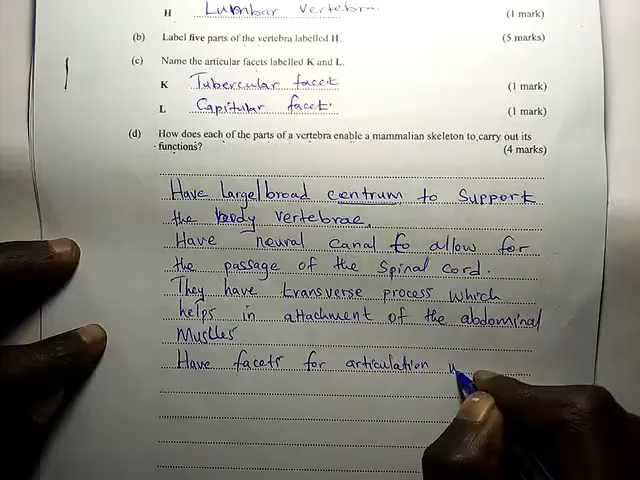 H Lumbar vertebra. (1 mark)
(b) Label five parts of the vertebra labelled H. (5 marks)
(c) Name the articular facets labelled K and L.
K Tubercular facet (1 mark)
L Capitular facet. (1 mark)
(d) How does each of the parts of a vertebra enable a mammalian skeleton to carry out its
functions? (4 marks)
Have large/broad centrum to support
the body vertebrae.
Have neural canal to allow for
the passage of the spinal cord.
They have transverse process which
helps in attachment of the abdominal
Muscles
Have facets for articulation